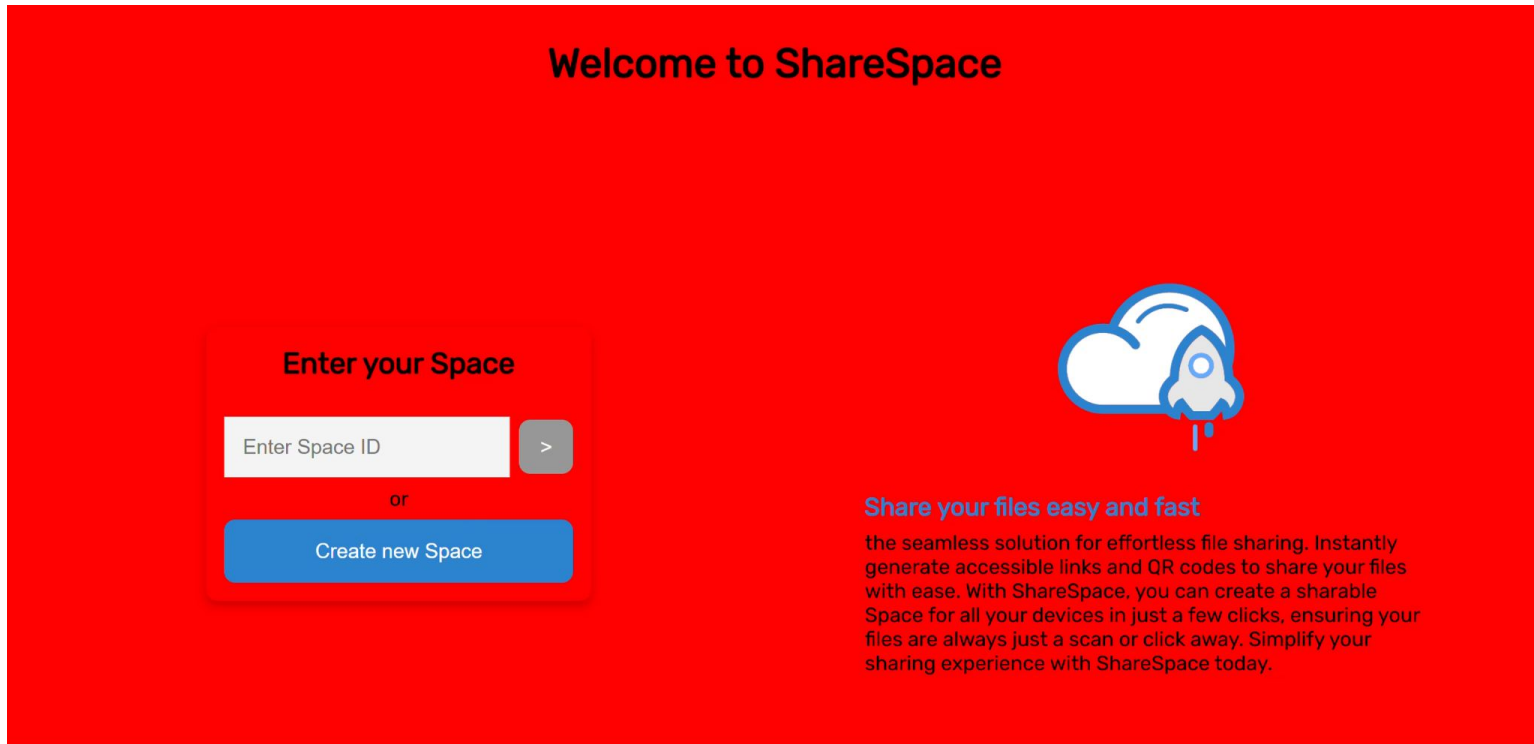 Welcome to ShareSpace
Enter your Space
Enter Space ID
>
or
Create new Space
Share your files easy and fast
the seamless solution for effortless file sharing. Instantly
generate accessible links and QR codes to share your files
with ease. With ShareSpace, you can create a sharable
Space for all your devices in just a few clicks, ensuring your
files are always just a scan or click away. Simplify your
sharing experience with ShareSpace today.